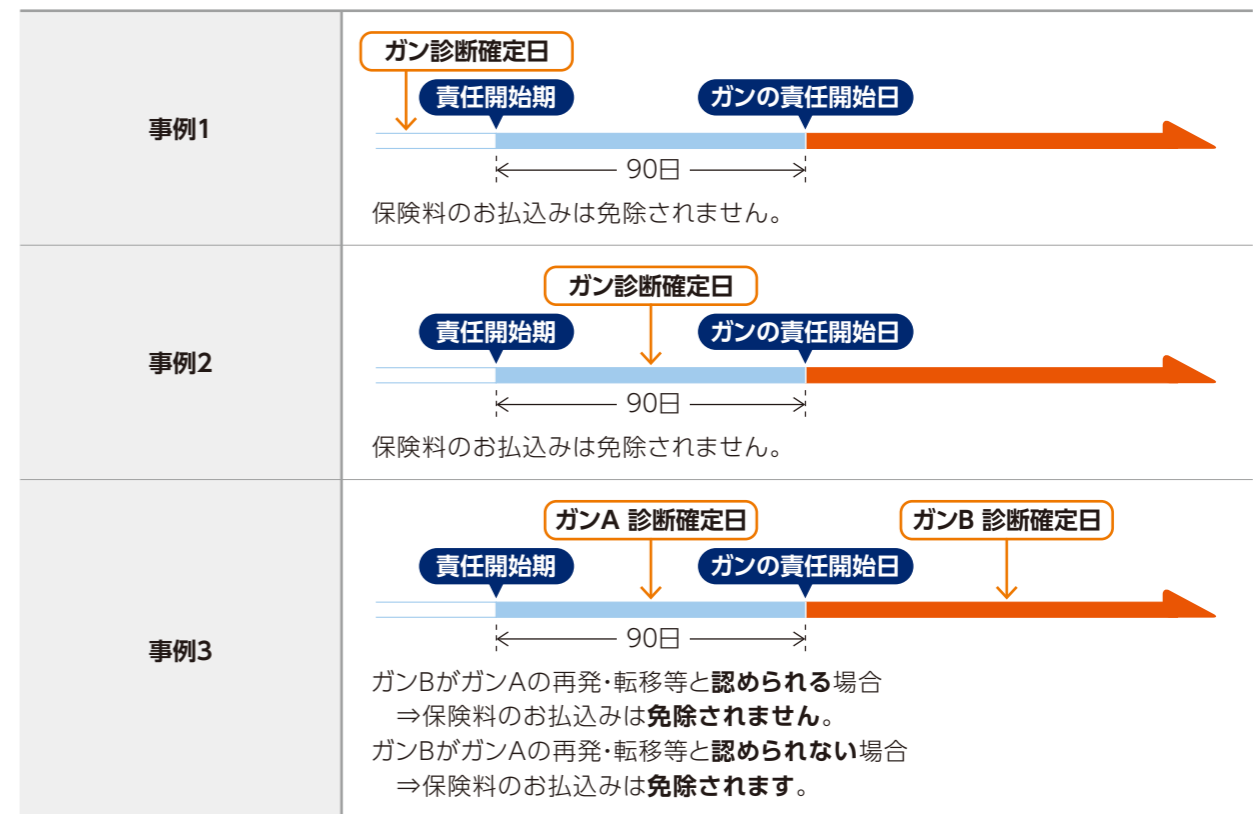 事例1
ガン診断確定日
責任開始期
ガンの責任開始日
90日
保険料のお払込みは免除されません。
事例2
ガン診断確定日
責任開始期
ガンの責任開始日
90日
保険料のお払込みは免除されません。
事例3
ガンA 診断確定日
ガンB 診断確定日
責任開始期
ガンの責任開始日
90日
ガンBがガンAの再発・転移等と認められる場合
⇒保険料のお払込みは免除されません。
ガンBがガンAの再発・転移等と認められない場合
⇒保険料のお払込みは免除されます。